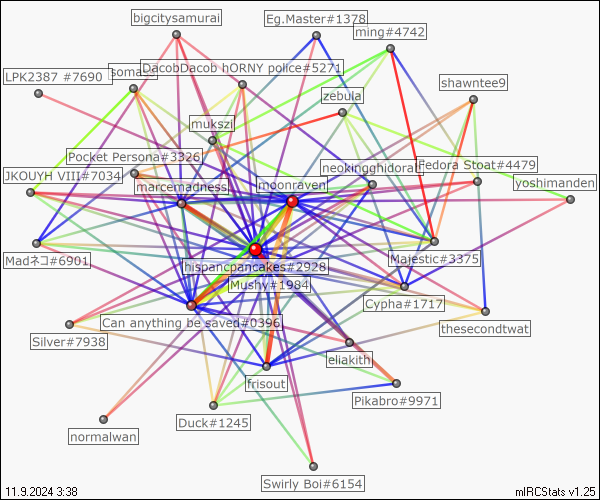 bigcitysamurai
Eg.Master#1378
ming#4742
LPK2387 #7690
DacobDacob hORNY police#5271
shawntee9
zebula
mukszi
Pocket Persona#3326
neokingghidorah
Fedora Stoat#4479
JKOUYH VIII#7034
marcemadness
moonraven
yoshimanden
Madネコ#6901
hispancpancakes#2928
Majestic#3375
Mushy#1984
Cypha#1717
Can anything be saved#0396
thesecondtwat
Silver#7938
eliakith
frisout
Pikabro#9971
Duck#1245
normalwan
Swirly Boi#6154
11.9.2024 3:38
mIRCStats v1.25